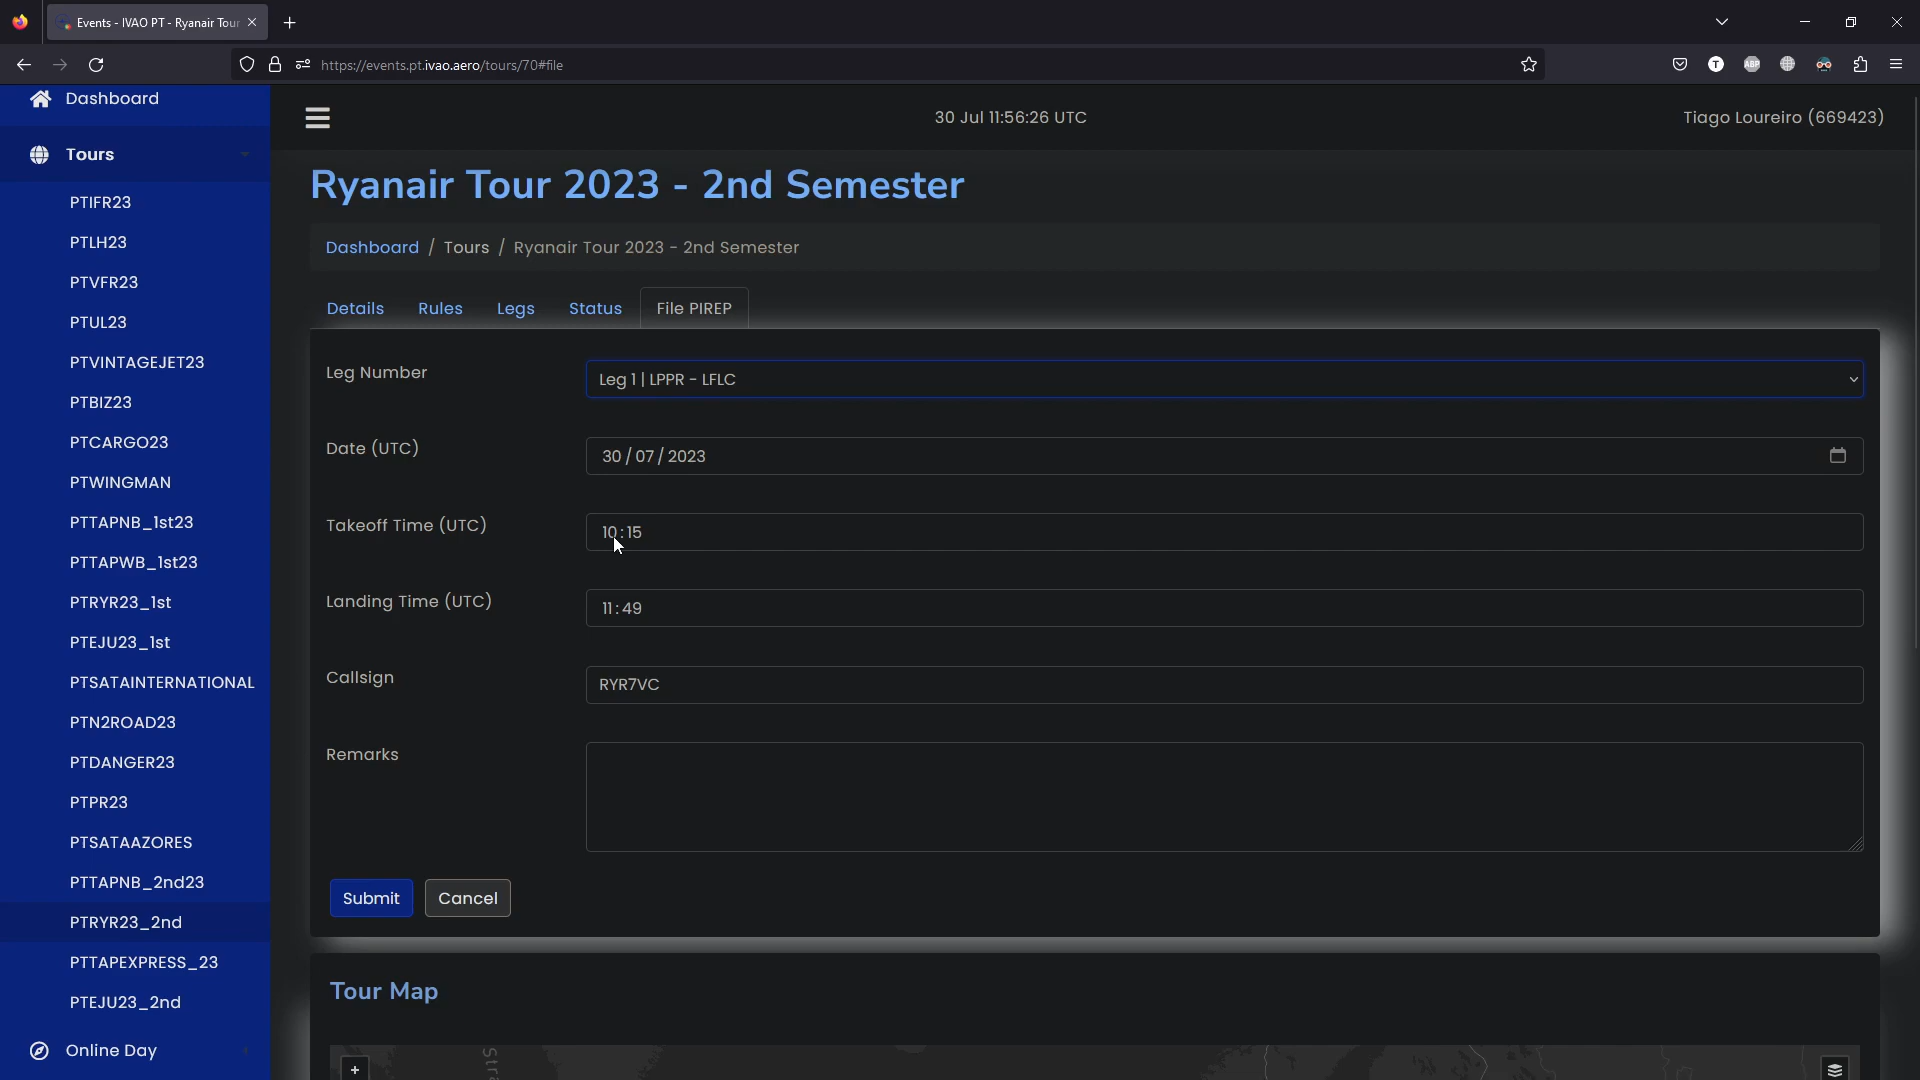 Events - IVAO PT - Ryanair Tour
https://events.pt.ivao.aero/tours/70#file
T
ABP
Dashboard
30 Jul 11:56:26 UTC
Tiago Loureiro (669423)
Tours
PTIFR23
PTLH23
PTVFR23
PTUL23
PTVINTAGEJET23
PTBIZ23
PTCARGO23
PTWINGMAN
PTTAPNB_1st23
PTTAPWB_1st23
PTRYR23_1st
PTEJU23_1st
PTSATAINTERNATIONAL
PTN2ROAD23
PTDANGER23
PTPR23
PTSATAAZORES
PTTAPNB_2nd23
PTRYR23_2nd
PTTAPEXPRESS_23
PTEJU23_2nd
Online Day
Ryanair Tour 2023 - 2nd Semester
Dashboard / Tours / Ryanair Tour 2023 - 2nd Semester
Details Rules Legs Status File PIREP
Leg Number
Leg 1 | LPPR - LFLC
Date (UTC)
30 / 07 / 2023
Takeoff Time (UTC)
10:15
Landing Time (UTC)
11:49
Callsign
RYR7VC
Remarks
Submit Cancel
Tour Map
+
Stra